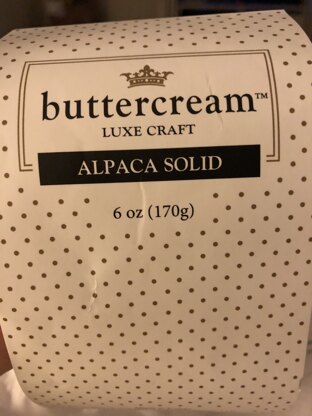 buttercream™
LUXE CRAFT
ALPACA SOLID
6 oz (170g)